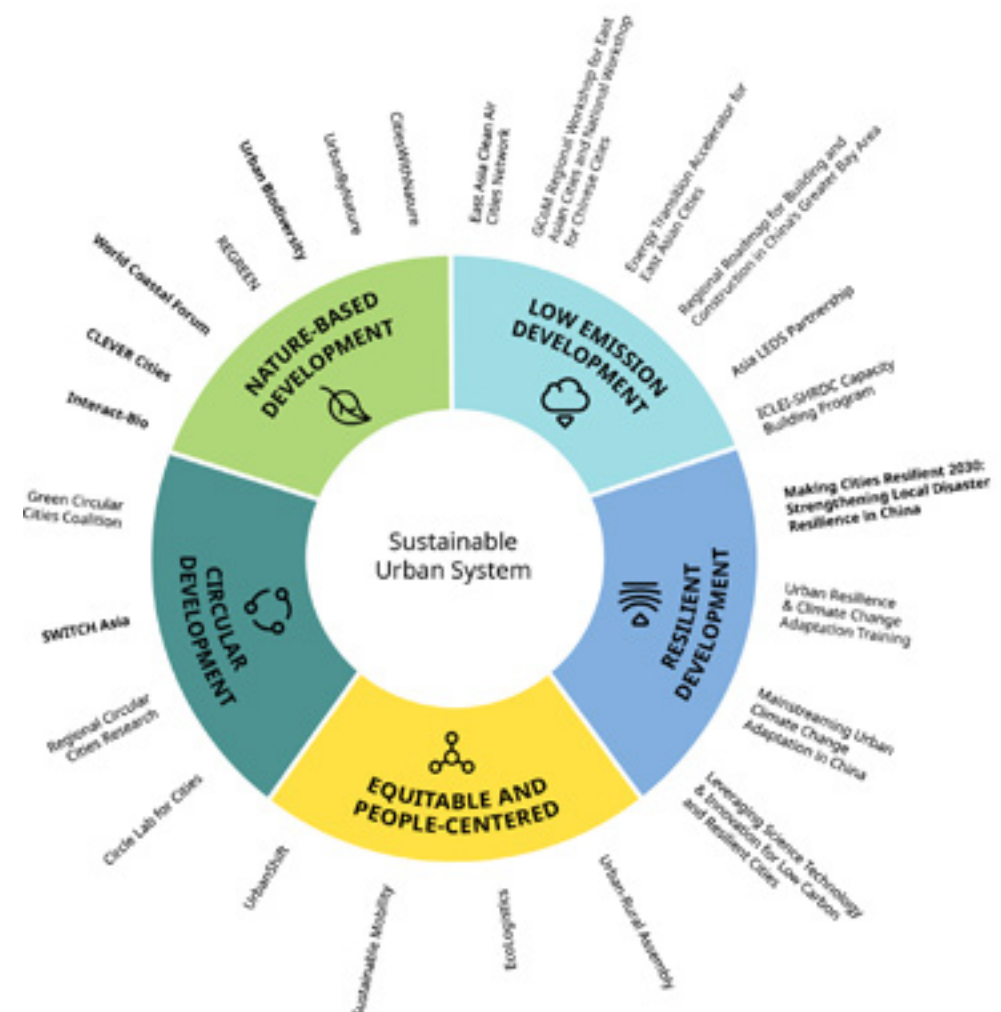 Sustainable
Urban System
LOW EMISSION
DEVELOPMENT
East Asia Clean Air
Cities Network
GCoM Regional Workshop for East
Asian Cities and National Workshop
for Chinese Cities
Energy Transition Accelerator for
East Asian Cities
Regional Roadmap for Building and
Construction in China's Greater Bay Area
Asia LEDS Partnership
ICLEI-SHRDC Capacity
Building Program
RESILIENT
DEVELOPMENT
Making Cities Resilient 2030:
Strengthening Local Disaster
Resilience in China
Urban Resilience
& Climate Change
Adaptation Training
Mainstreaming Urban
Climate Change
Adaptation in China
Leveraging Science Technology
& Innovation for Low Carbon
and Resilient Cities
EQUITABLE AND
PEOPLE-CENTERED
Urban-Rural Assembly
EcoLogistics
Sustainable Mobility
UrbanShift
CIRCULAR
DEVELOPMENT
Circle Lab for Cities
Regional Circular
Cities Research
SWITCH Asia
Green Circular
Cities Coalition
NATURE-BASED
DEVELOPMENT
Interact-Bio
CLEVER Cities
World Coastal Forum
REGREEN
Urban Biodiversity
UrbanByNature
CitiesWithNature